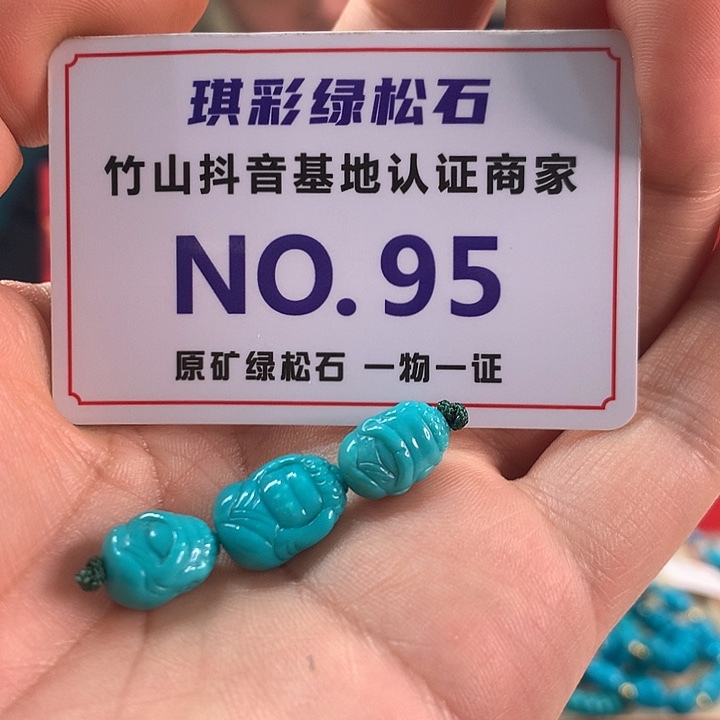 琪彩绿松石
竹山抖音基地认证商家
NO.95
原矿绿松石 一物一证